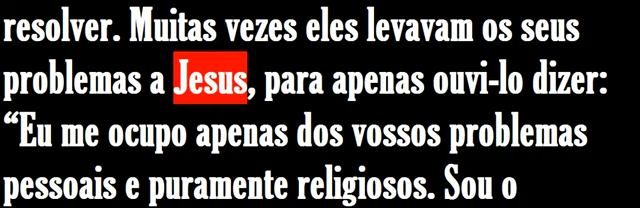 resolver. Muitas vezes eles levavam os seus
problemas a Jesus, para apenas ouvi-lo dizer:
“Eu me ocupo apenas dos vossos problemas
pessoais e puramente religiosos. Sou o